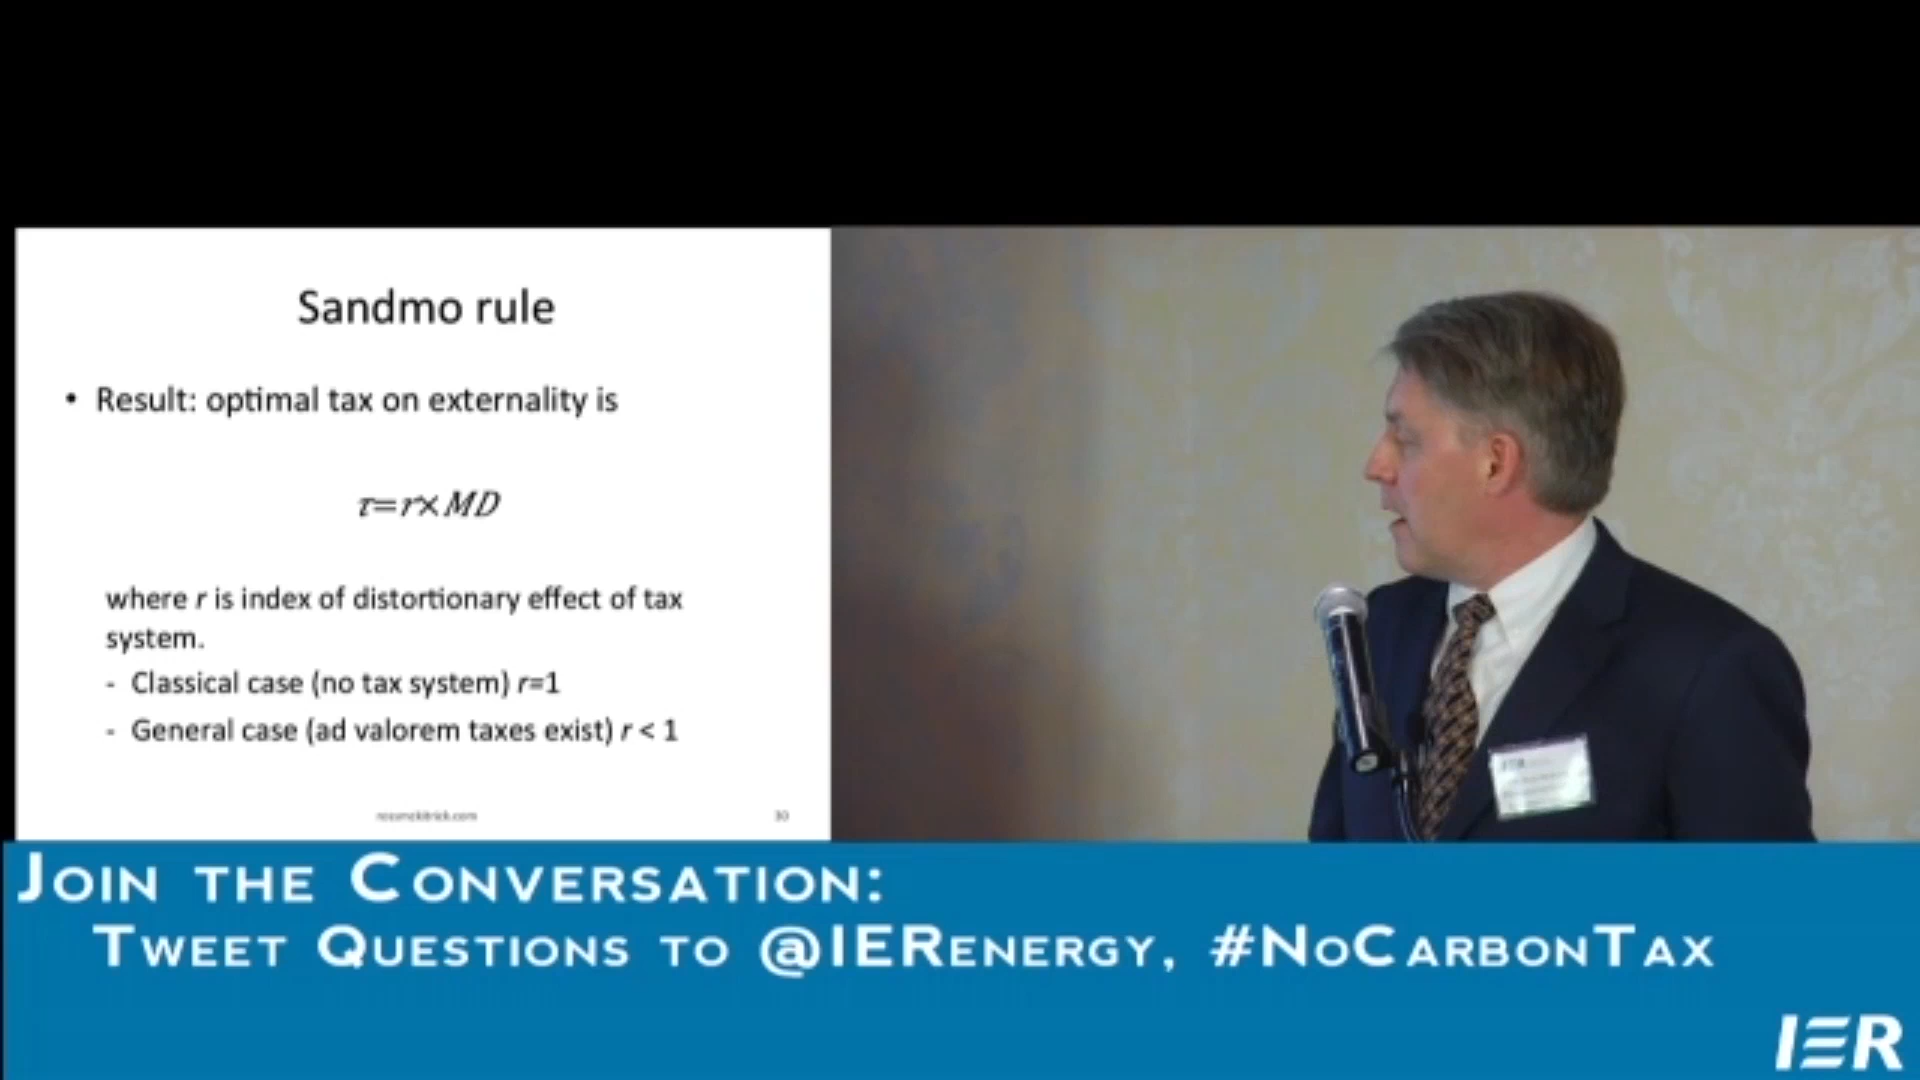 Sandmo rule
• Result: optimal tax on externality is
τ=r×MD
where r is index of distortionary effect of tax
system.
- Classical case (no tax system) r=1
- General case (ad valorem taxes exist) r < 1
rossmckitrick.com
30
JOIN THE CONVERSATION:
TWEET QUESTIONS TO @IERENERGY, #NOCARBONTAX
IER